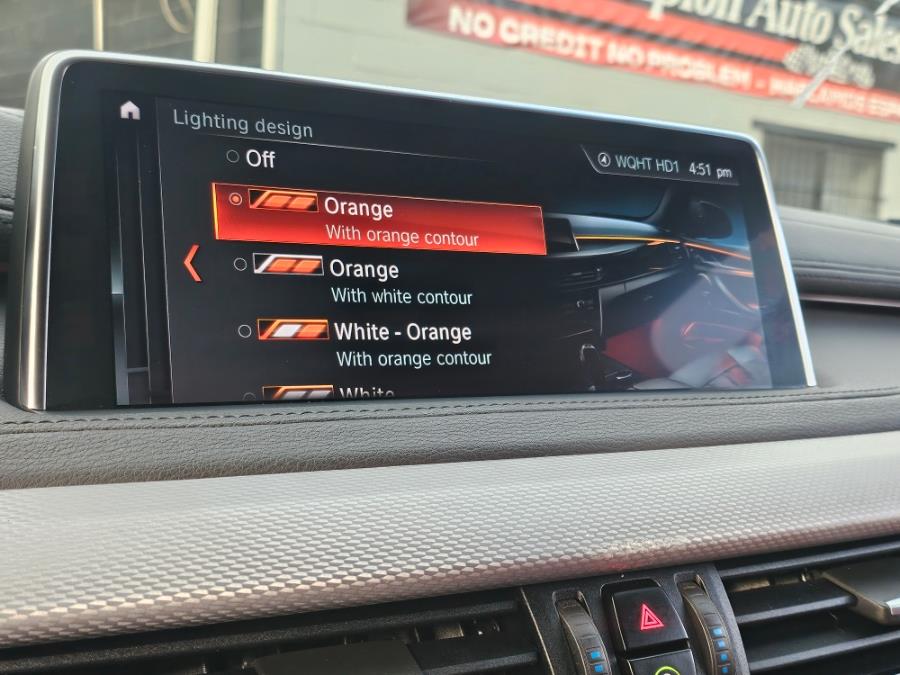 Auto Sales
NO CREDIT NO PROBLEM -
Lighting design
WQHT HD1 4:51 pm
Off
Orange
With orange contour
Orange
With white contour
White - Orange
With orange contour
White